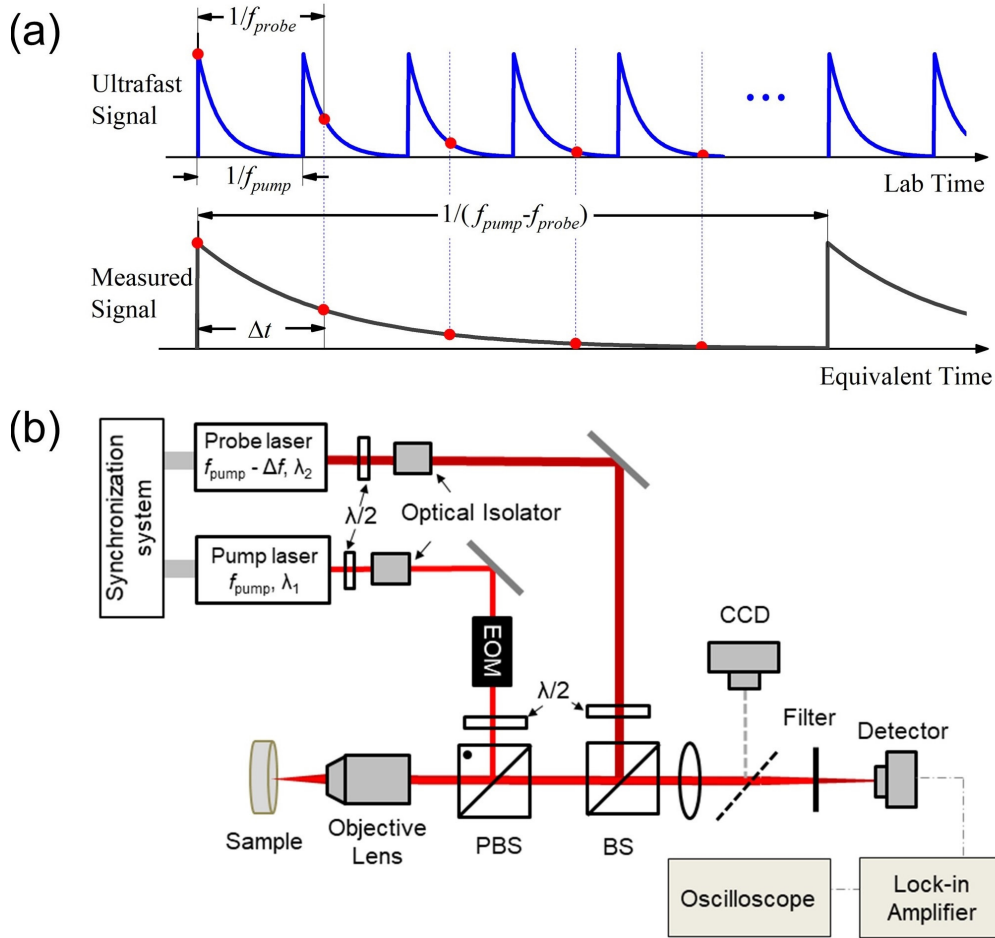 (a)
1/f_probe
Ultrafast
Signal
1/f_pump
Lab Time
1/(f_pump-f_probe)
Measured
Signal
Δt
Equivalent Time
(b)
Synchronization
system
Probe laser
f_pump - Δf, λ₂
Pump laser
f_pump, λ₁
λ/2
Optical Isolator
EOM
λ/2
CCD
Filter
Detector
Sample
Objective
Lens
PBS
BS
Oscilloscope
Lock-in
Amplifier